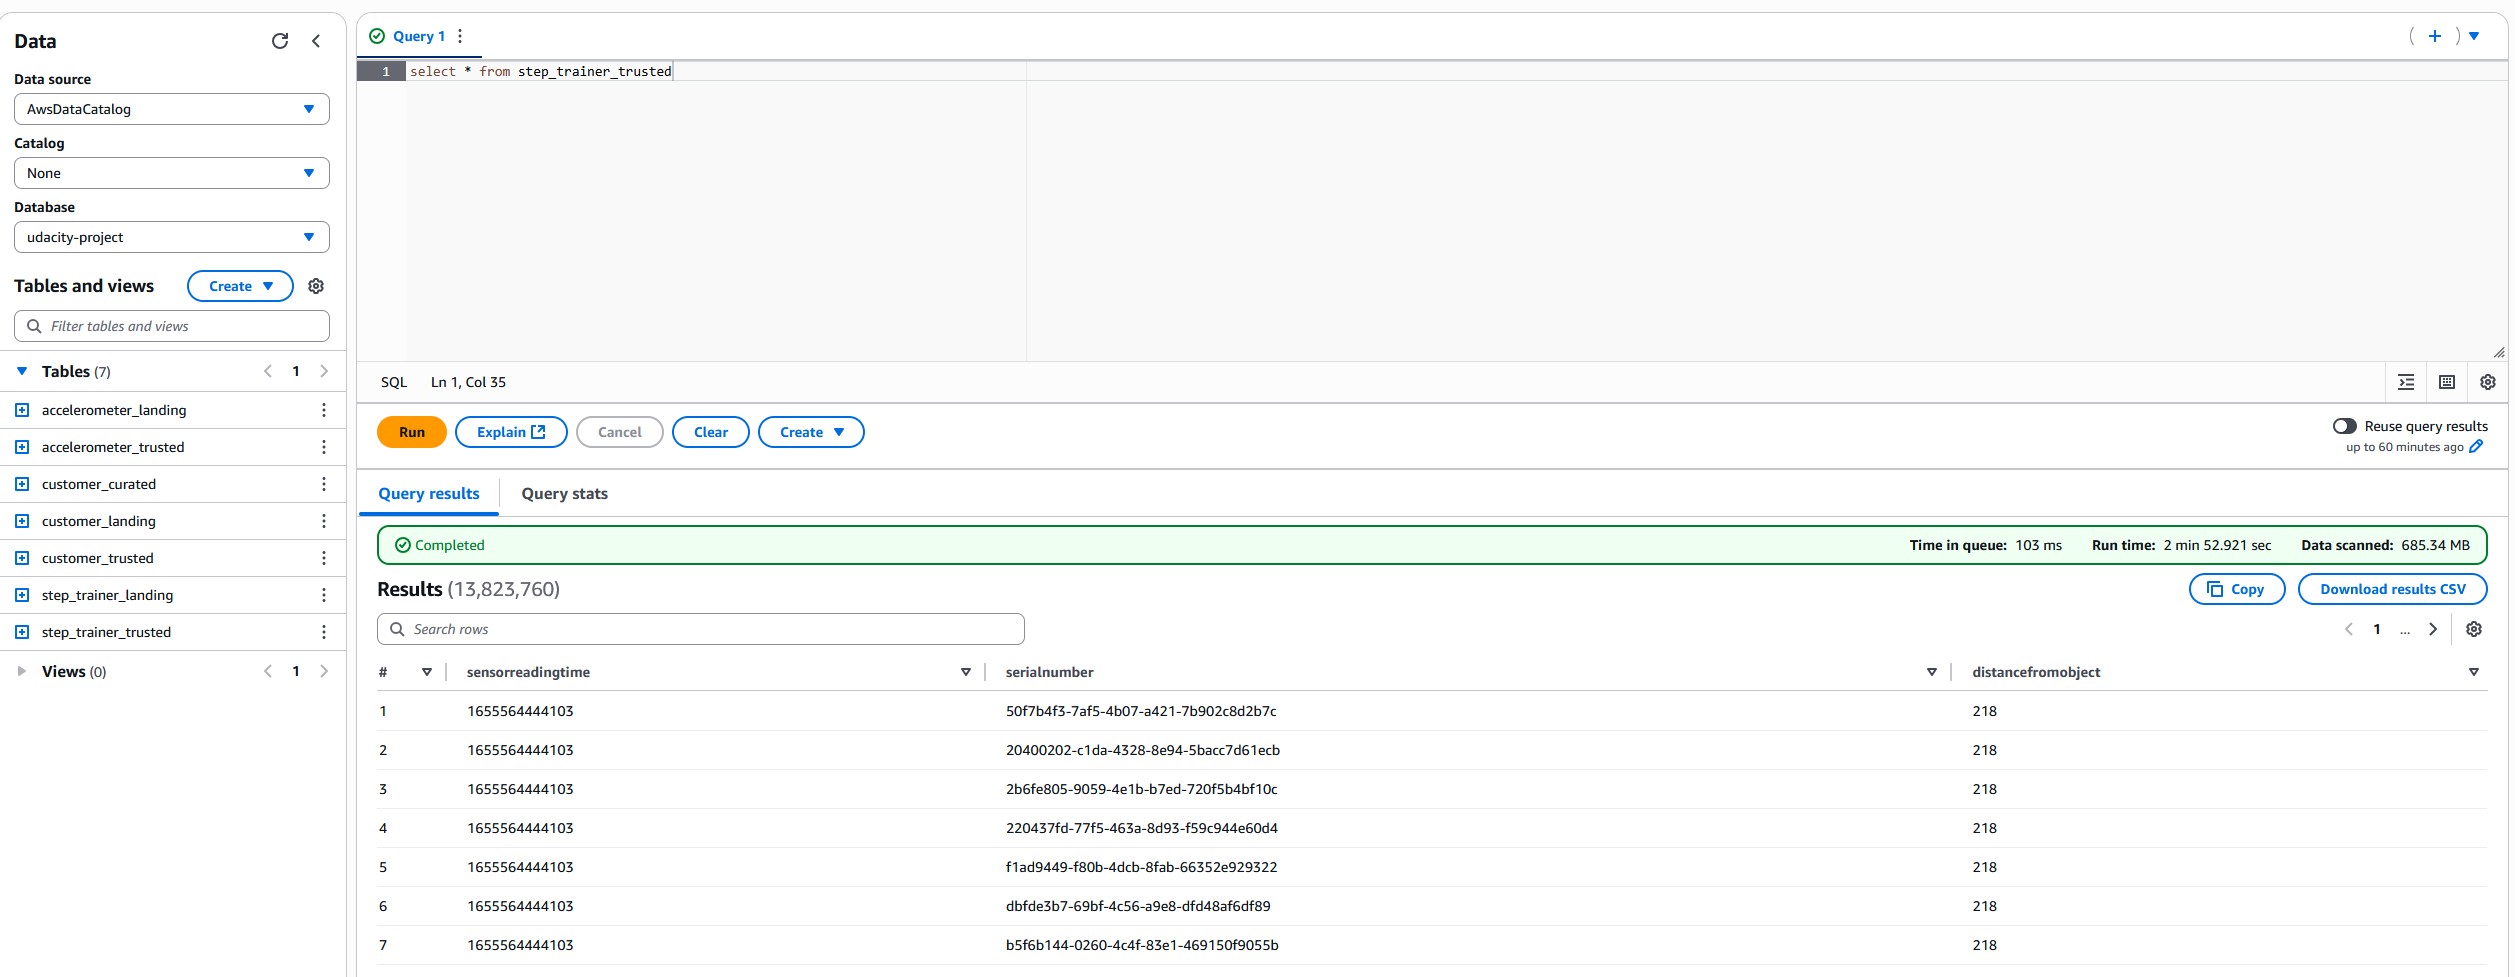 Data
Data source
AwsDataCatalog
Catalog
None
Database
udacity-project
Tables and views
Create
Filter tables and views
Tables (7)
1
accelerometer_landing
accelerometer_trusted
customer_curated
customer_landing
customer_trusted
step_trainer_landing
step_trainer_trusted
Views (0)
1
Query 1
1 select * from step_trainer_trusted
SQL Ln 1, Col 35
Run Explain Cancel Clear Create
Reuse query results
up to 60 minutes ago
Query results Query stats
Completed Time in queue: 103 ms Run time: 2 min 52.921 sec Data scanned: 685.34 MB
Results (13,823,760) Copy Download results CSV
Search rows 1 ...
# sensorreadingtime serialnumber distancefromobject
1 1655564444103 50f7b4f3-7af5-4b07-a421-7b902c8d2b7c 218
2 1655564444103 20400202-c1da-4328-8e94-5bacc7d61ecb 218
3 1655564444103 2b6fe805-9059-4e1b-b7ed-720f5b4bf10c 218
4 1655564444103 220437fd-77f5-463a-8d93-f59c944e60d4 218
5 1655564444103 f1ad9449-f80b-4dcb-8fab-66352e929322 218
6 1655564444103 dbfde3b7-69bf-4c56-a9e8-dfd48af6df89 218
7 1655564444103 b5f6b144-0260-4c4f-83e1-469150f9055b 218